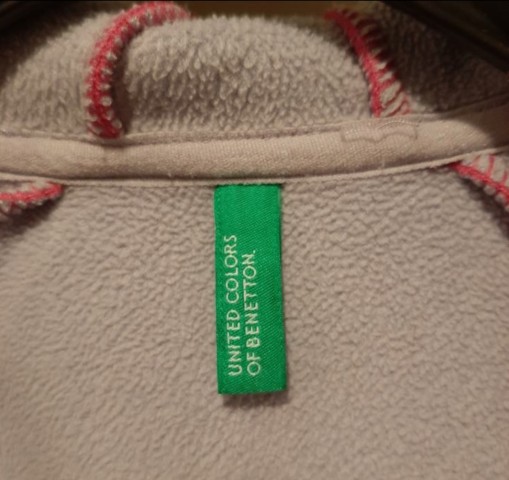 UNITED COLORS
OF BENETTON.